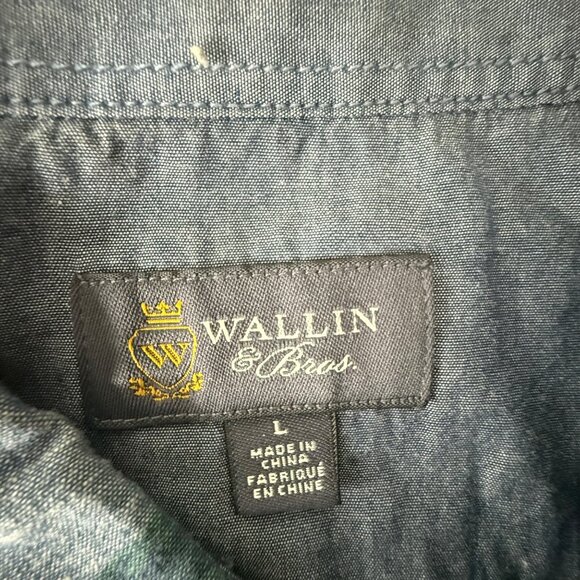 W
WALLIN
& Bros.
L
MADE IN
CHINA
FABRIQUÉ
EN CHINE